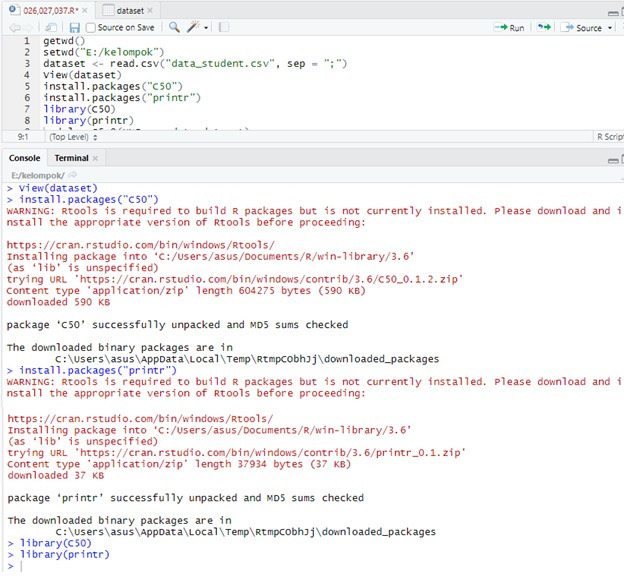 026,027,037.R* × dataset ×
Source on Save Run Source
1 getwd()
2 setwd("E:/kelompok")
3 dataset <- read.csv("data_student.csv", sep = ";")
4 View(dataset)
5 install.packages("C50")
6 install.packages("printr")
7 library(C50)
8 library(printr)
9:1 (Top Level) R Script
Console Terminal ×
E:/kelompok/
> View(dataset)
> install.packages("C50")
WARNING: Rtools is required to build R packages but is not currently installed. Please download and i
nstall the appropriate version of Rtools before proceeding:
https://cran.rstudio.com/bin/windows/Rtools/
Installing package into ‘C:/Users/asus/Documents/R/win-library/3.6’
(as ‘lib’ is unspecified)
trying URL 'https://cran.rstudio.com/bin/windows/contrib/3.6/C50_0.1.2.zip'
Content type 'application/zip' length 604275 bytes (590 KB)
downloaded 590 KB
package ‘C50’ successfully unpacked and MD5 sums checked
The downloaded binary packages are in
C:\Users\asus\AppData\Local\Temp\RtmpCObhJj\downloaded_packages
> install.packages("printr")
WARNING: Rtools is required to build R packages but is not currently installed. Please download and i
nstall the appropriate version of Rtools before proceeding:
https://cran.rstudio.com/bin/windows/Rtools/
Installing package into ‘C:/Users/asus/Documents/R/win-library/3.6’
(as ‘lib’ is unspecified)
trying URL 'https://cran.rstudio.com/bin/windows/contrib/3.6/printr_0.1.zip'
Content type 'application/zip' length 37934 bytes (37 KB)
downloaded 37 KB
package ‘printr’ successfully unpacked and MD5 sums checked
The downloaded binary packages are in
C:\Users\asus\AppData\Local\Temp\RtmpCObhJj\downloaded_packages
> library(C50)
> library(printr)
>